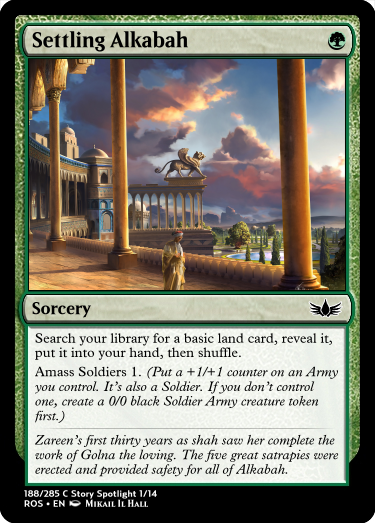 Settling Alkabah
Sorcery
Search your library for a basic land card, reveal it,
put it into your hand, then shuffle.
Amass Soldiers 1. (Put a +1/+1 counter on an Army
you control. It's also a Soldier. If you don't control
one, create a 0/0 black Soldier Army creature token
first.)
Zareen's first thirty years as shah saw her complete the
work of Golna the loving. The five great satrapies were
erected and provided safety for all of Alkabah.
188/285 C Story Spotlight 1/14
ROS • EN Mikail Il Hall